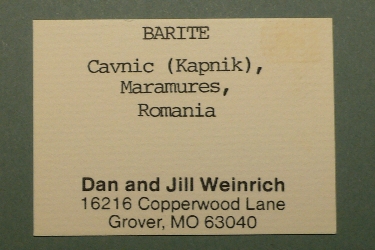 BARITE
Cavnic (Kapnik),
Maramures,
Romania
Dan and Jill Weinrich
16216 Copperwood Lane
Grover, MO 63040